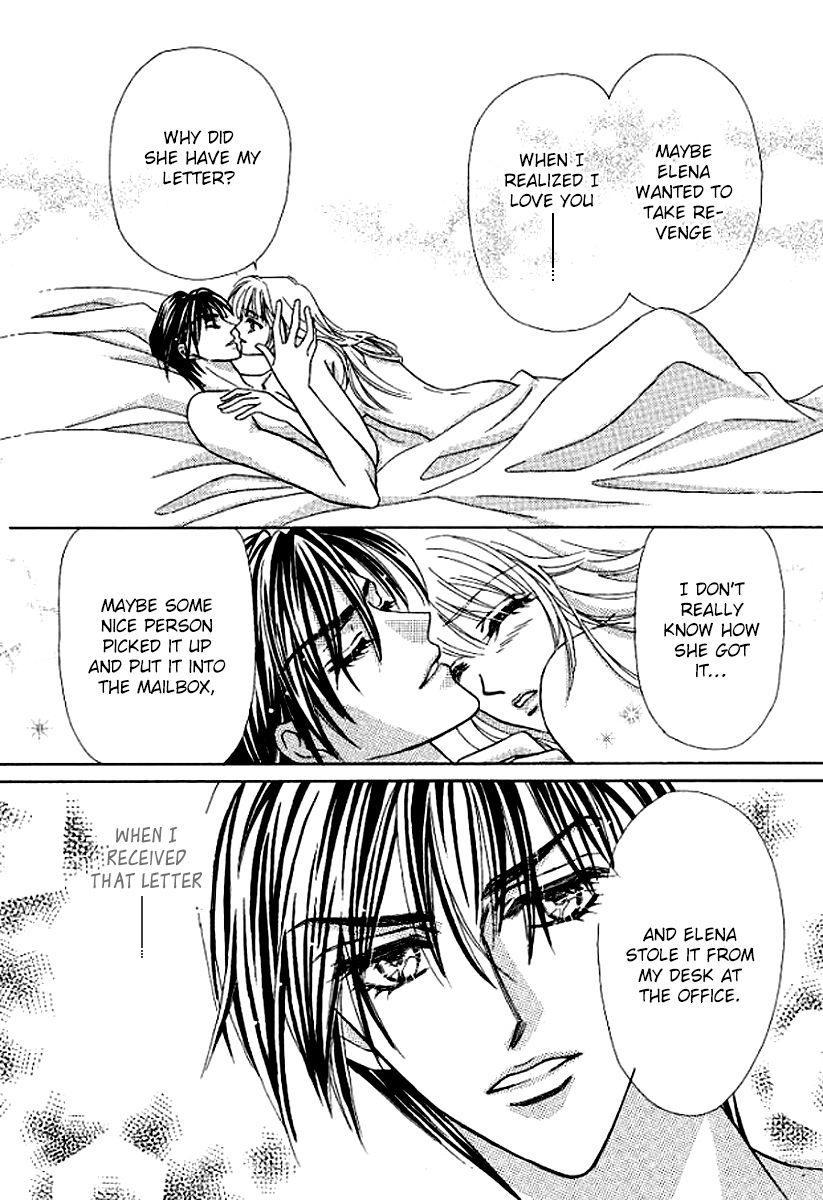 MAYBE
ELENA
WANTED TO
TAKE RE-
VENGE
WHEN I
REALIZED I
LOVE YOU
WHY DID
SHE HAVE MY
LETTER?
I DON'T
REALLY
KNOW HOW
SHE GOT
IT...
MAYBE SOME
NICE PERSON
PICKED IT UP
AND PUT IT INTO
THE MAILBOX,
AND ELENA
STOLE IT FROM
MY DESK AT
THE OFFICE.
WHEN I
RECEIVED
THAT LETTER